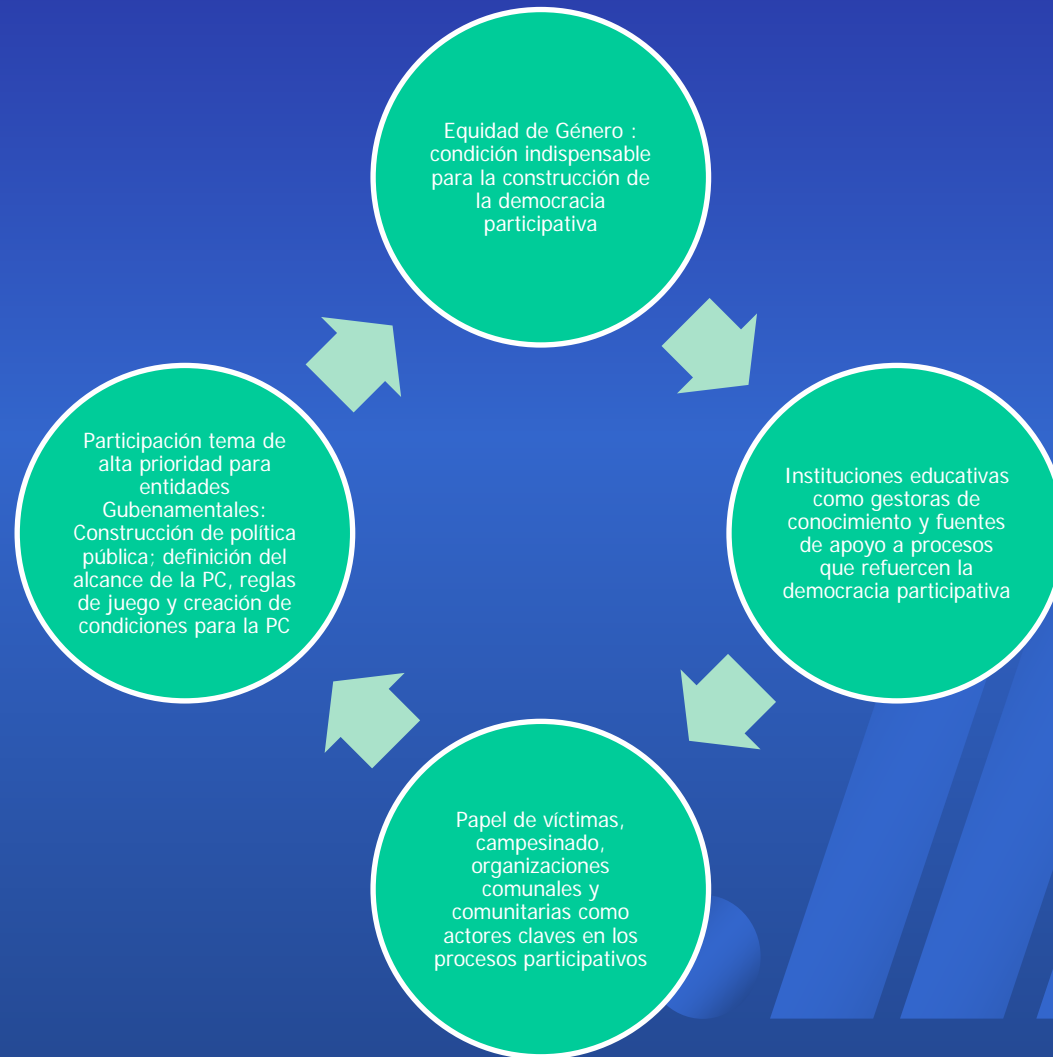 Equidad de Género :
condición indispensable
para la construcción de
la democracia
participativa
Instituciones educativas
como gestoras de
conocimiento y fuentes
de apoyo a procesos
que refuercen la
democracia participativa
Papel de víctimas,
campesinado,
organizaciones
comunales y
comunitarias como
actores claves en los
procesos participativos
Participación tema de
alta prioridad para
entidades
Gubenamentales:
Construcción de política
pública; definición del
alcance de la PC, reglas
de juego y creación de
condiciones para la PC